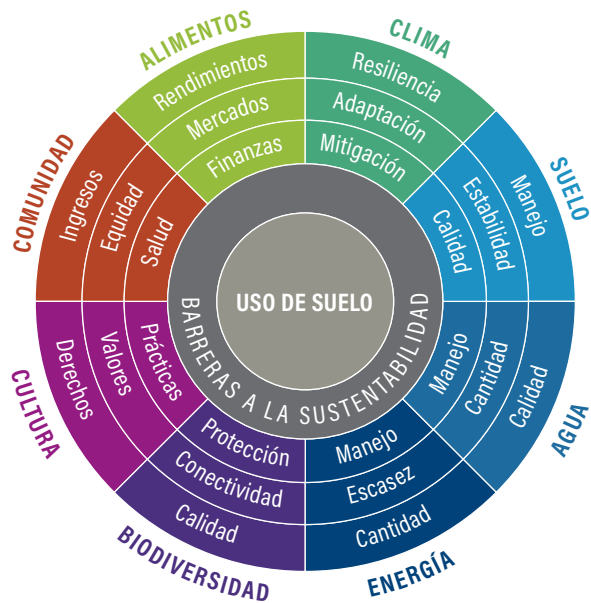 ALIMENTOS
Rendimientos
Mercados
Finanzas
CLIMA
Resiliencia
Adaptación
Mitigación
SUELO
Manejo
Estabilidad
Calidad
AGUA
Calidad
Cantidad
Manejo
ENERGÍA
Cantidad
Escasez
Manejo
BIODIVERSIDAD
Calidad
Conectividad
Protección
CULTURA
Derechos
Valores
Prácticas
COMUNIDAD
Ingresos
Equidad
Salud
USO DE SUELO
BARRERAS A LA SUSTENTABILIDAD